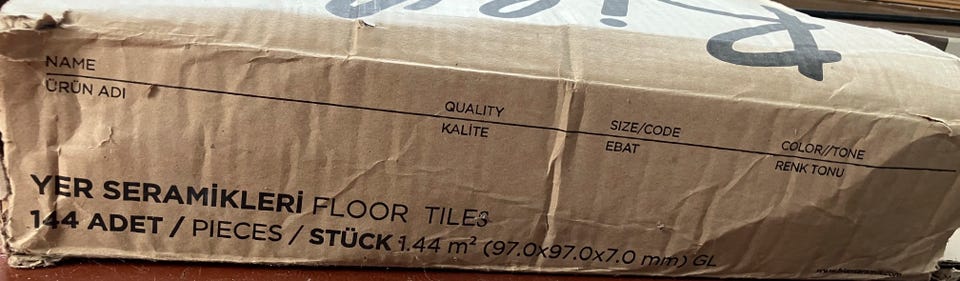 NAME
ÜRÜN ADI
QUALITY
KALİTE
SIZE/CODE
EBAT
COLOR//TONE
RENK TONU
YER SERAMİKLERİ FLOOR TILES
144 ADET / PIECES / STÜCK 1.44 m² (97.0x97.0x7.0 mm) GL